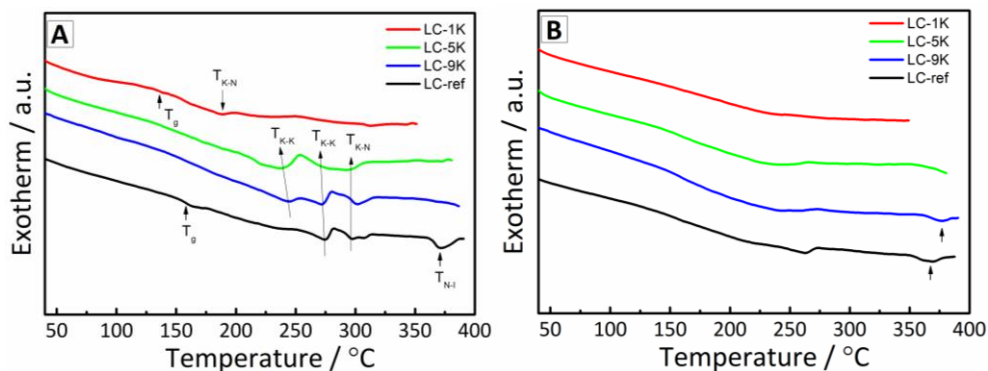 A
LC-1K
LC-5K
LC-9K
LC-ref
T_K-N
T_g
T_K-K
T_K-K
T_K-N
T_g
T_N-I
Exotherm / a.u.
50 100 150 200 250 300 350 400
Temperature / °C
B
LC-1K
LC-5K
LC-9K
LC-ref
Exotherm / a.u.
50 100 150 200 250 300 350 400
Temperature / °C